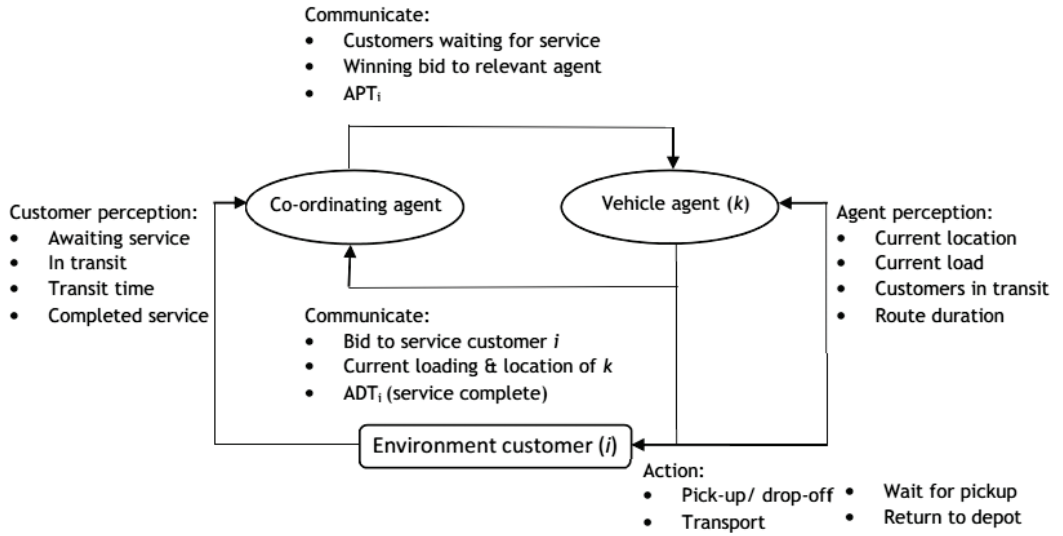 Communicate:
• Customers waiting for service
• Winning bid to relevant agent
• APTi
Co-ordinating agent
Vehicle agent (k)
Customer perception:
• Awaiting service
• In transit
• Transit time
• Completed service
Agent perception:
• Current location
• Current load
• Customers in transit
• Route duration
Communicate:
• Bid to service customer i
• Current loading & location of k
• ADTi (service complete)
Environment customer (i)
Action:
• Pick-up/ drop-off
• Transport
• Wait for pickup
• Return to depot